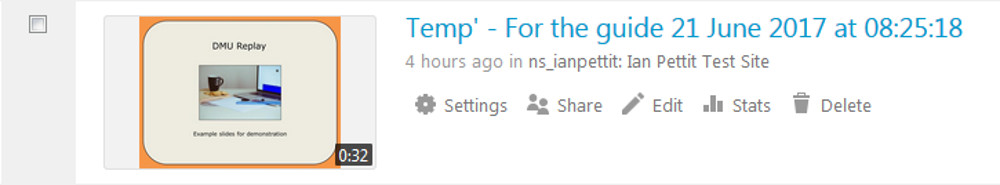 Temp' - For the guide 21 June 2017 at 08:25:18
4 hours ago in ns_ianpettit: Ian Pettit Test Site
Settings Share Edit Stats Delete
DMU Replay
Example slides for demonstration
0:32